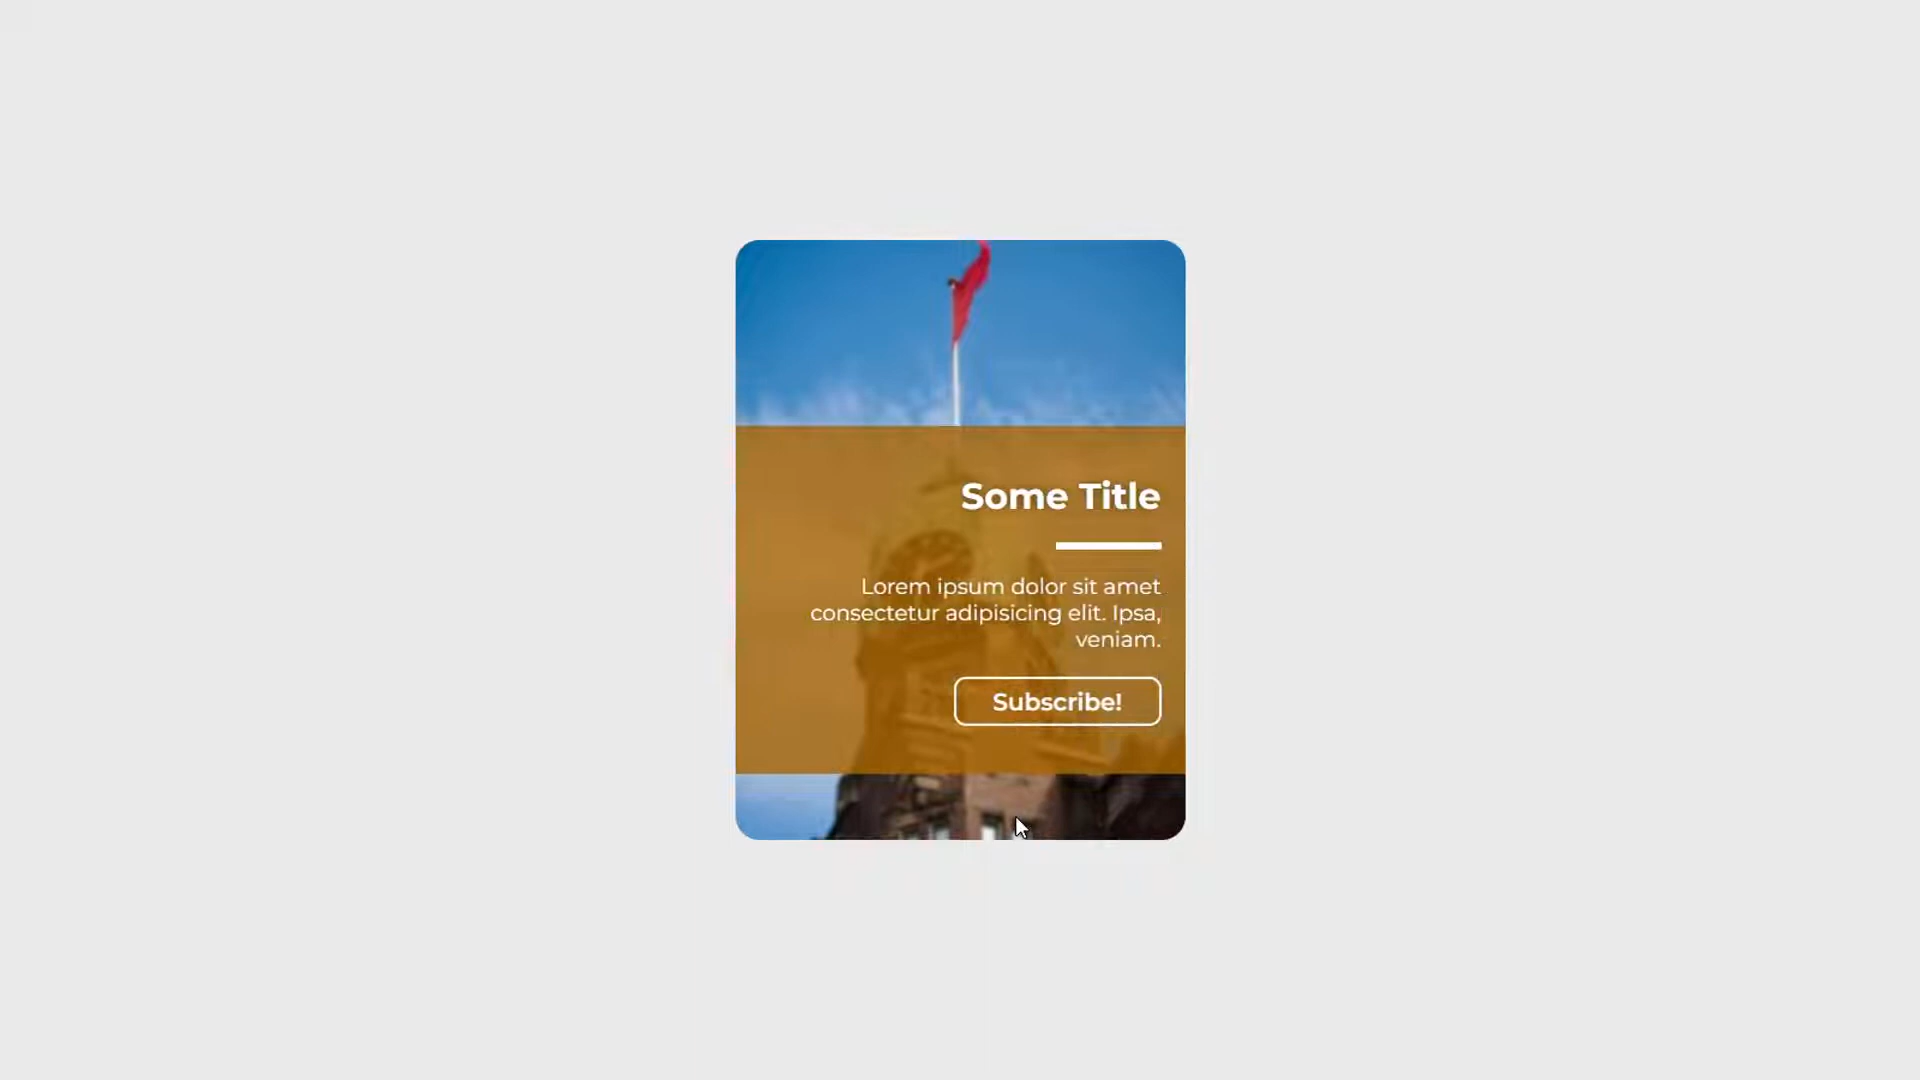 Some Title
Lorem ipsum dolor sit amet
consectetur adipisicing elit. Ipsa,
veniam.
Subscribe!